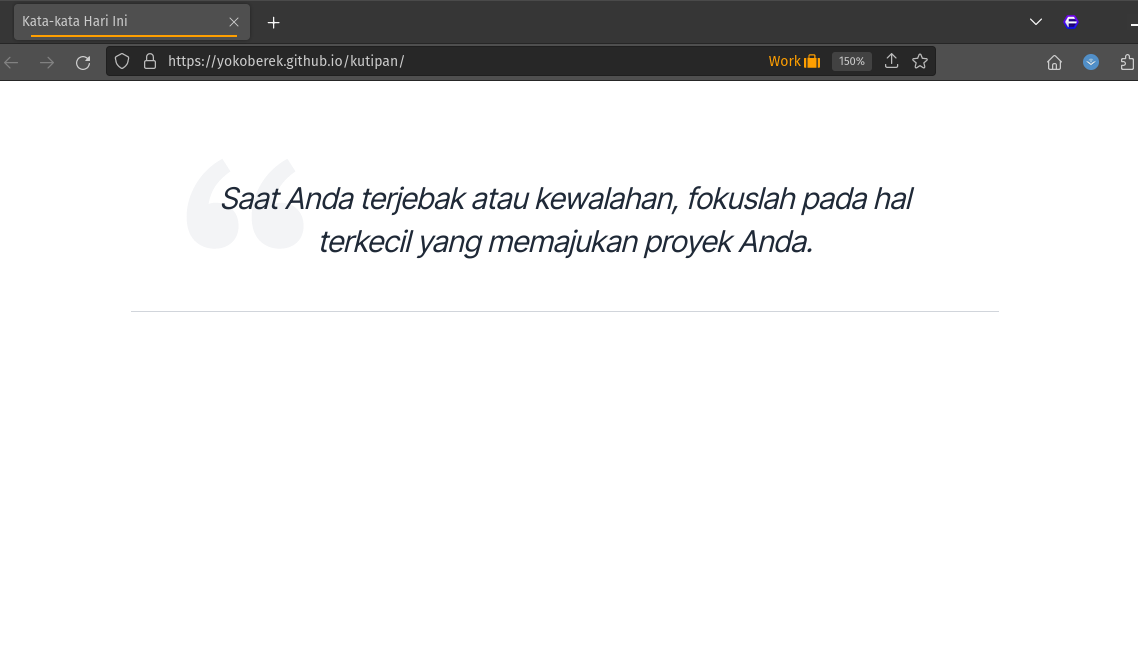 Kata-kata Hari Ini
https://yokoberek.github.io/kutipan/
Work
150%
“
Saat Anda terjebak atau kewalahan, fokuslah pada hal
terkecil yang memajukan proyek Anda.